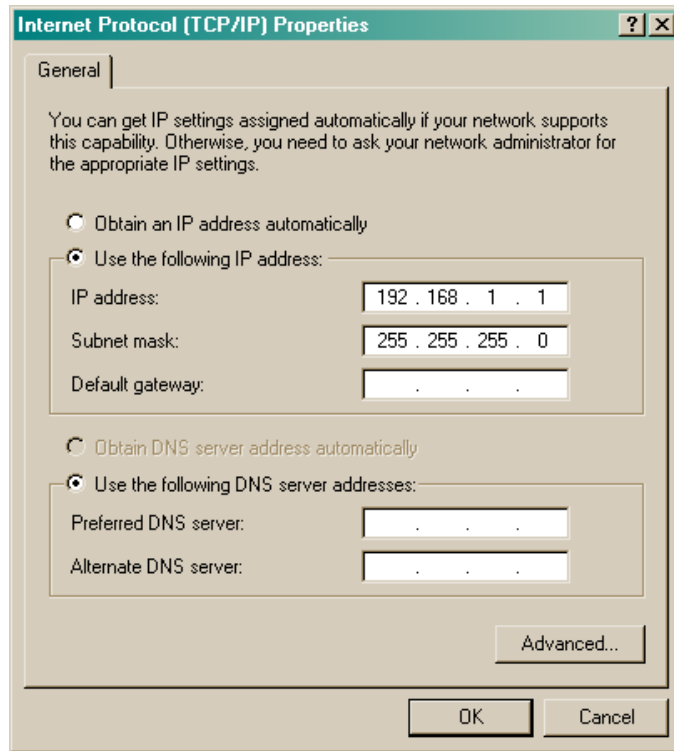 Internet Protocol (TCP/IP) Properties
General
You can get IP settings assigned automatically if your network supports
this capability. Otherwise, you need to ask your network administrator for
the appropriate IP settings.
Obtain an IP address automatically
Use the following IP address:
IP address: 192 . 168 . 1 . 1
Subnet mask: 255 . 255 . 255 . 0
Default gateway: . . .
Obtain DNS server address automatically
Use the following DNS server addresses:
Preferred DNS server: . . .
Alternate DNS server: . . .
Advanced...
OK Cancel